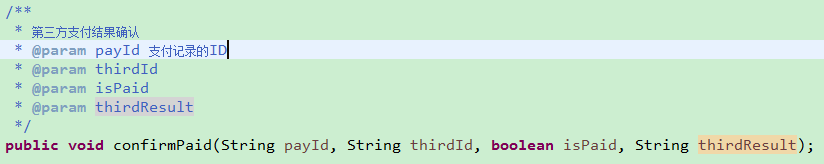 /**
* 第三方支付结果确认
* @param payId 支付记录的ID
* @param thirdId
* @param isPaid
* @param thirdResult
*/
public void confirmPaid(String payId, String thirdId, boolean isPaid, String thirdResult);